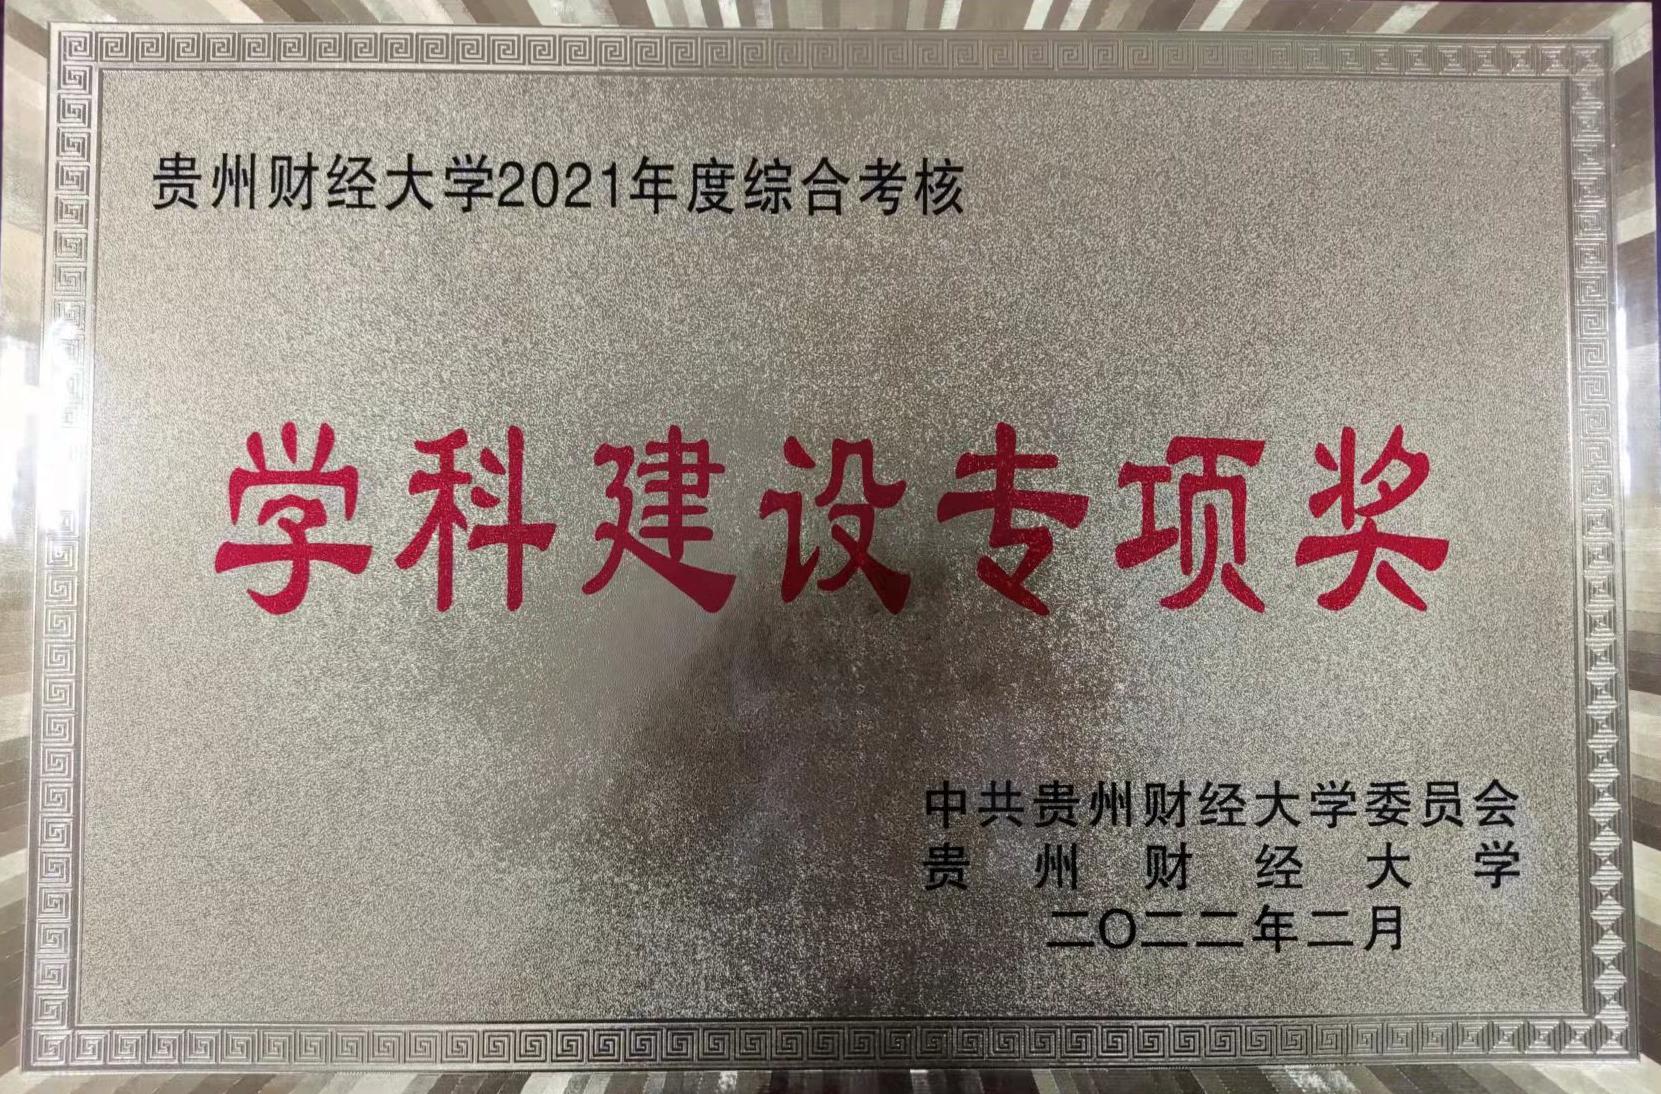 贵州财经大学2021年度综合考核
学科建设专项奖
中共贵州财经大学委员会
贵州财经大学
二〇二二年二月